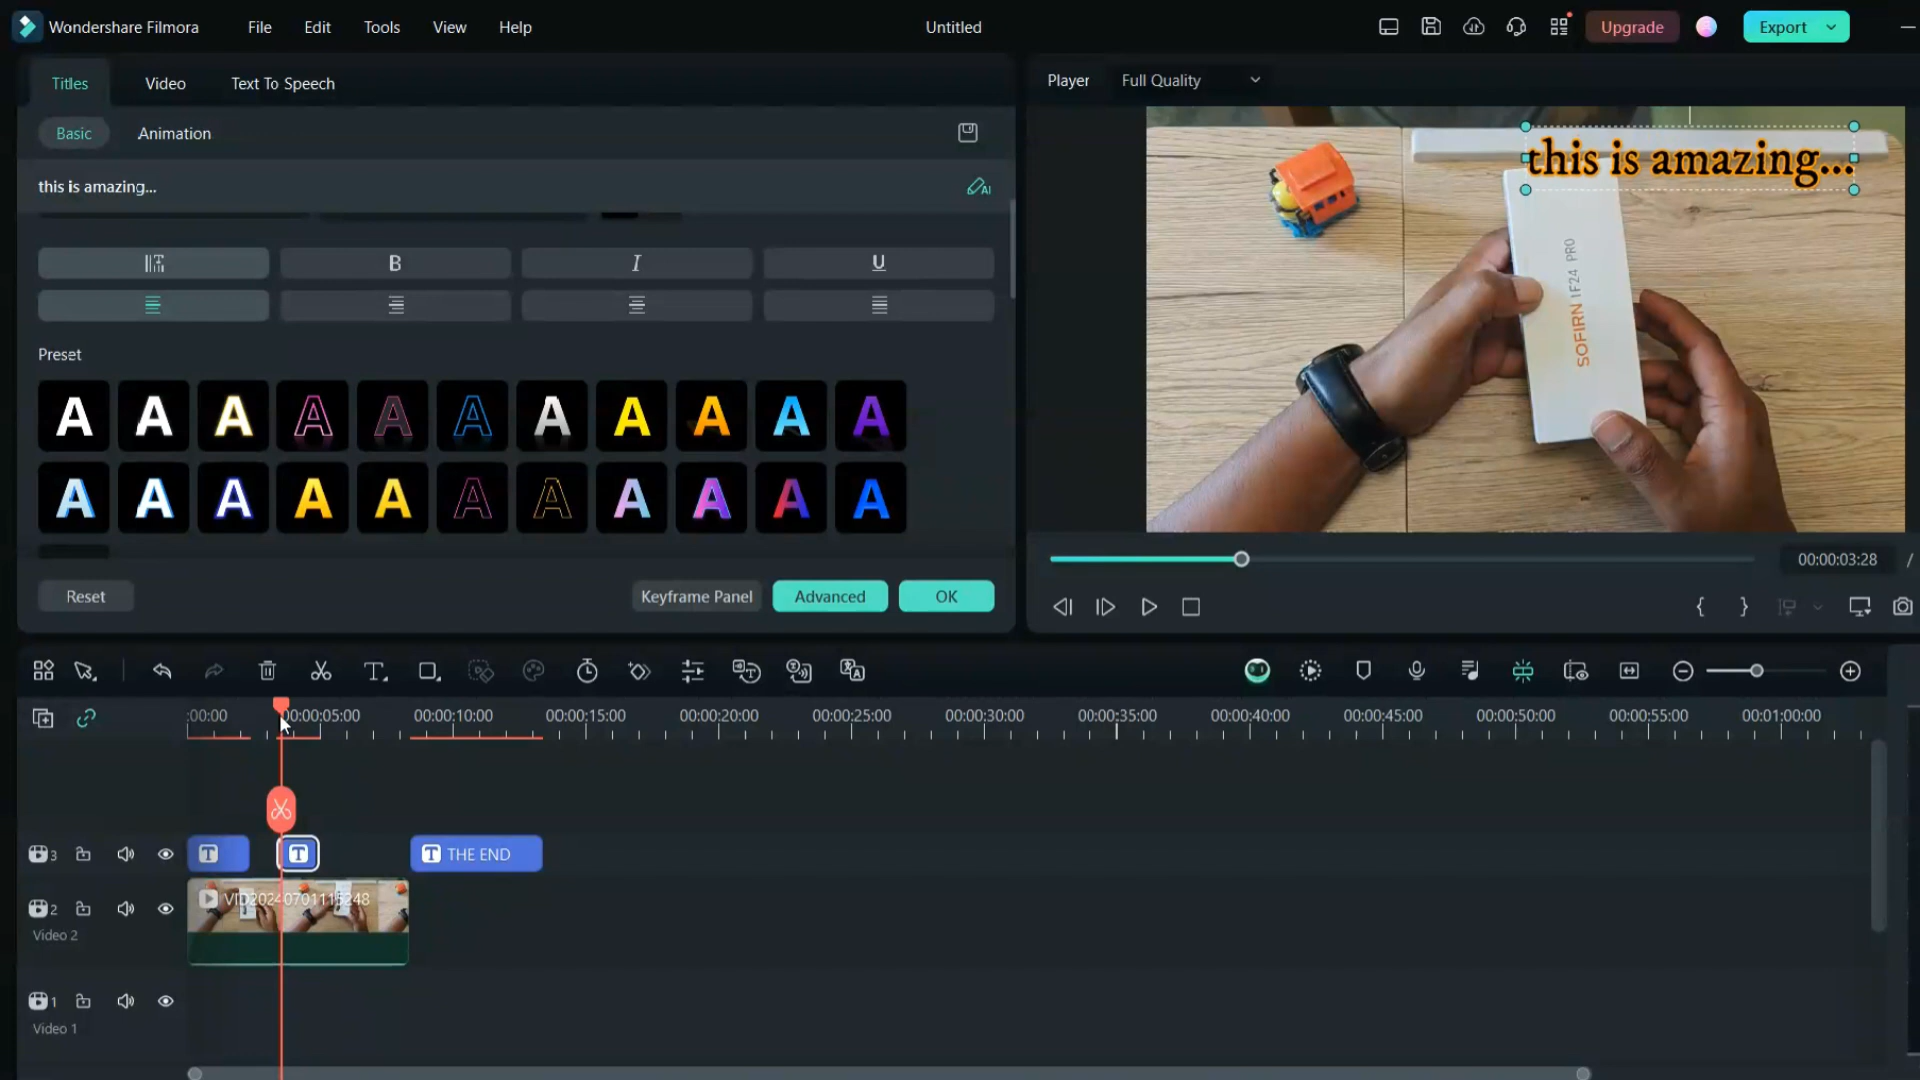 Wondershare Filmora File Edit Tools View Help Untitled Upgrade Export
Titles Video Text To Speech
Player Full Quality
Basic Animation
this is amazing...
this is amazing...
B I U
Preset
A A A A A A A A A A A
A A A A A A A A A A A
SOFIRN IF24 PRO
00:00:03:28 /
Reset Keyframe Panel Advanced OK
:00:00 00:00:05:00 00:00:10:00 00:00:15:00 00:00:20:00 00:00:25:00 00:00:30:00 00:00:35:00 00:00:40:00 00:00:45:00 00:00:50:00 00:00:55:00 00:01:00:00
3 T T T THE END
2 VID20240701115248
Video 2
1
Video 1